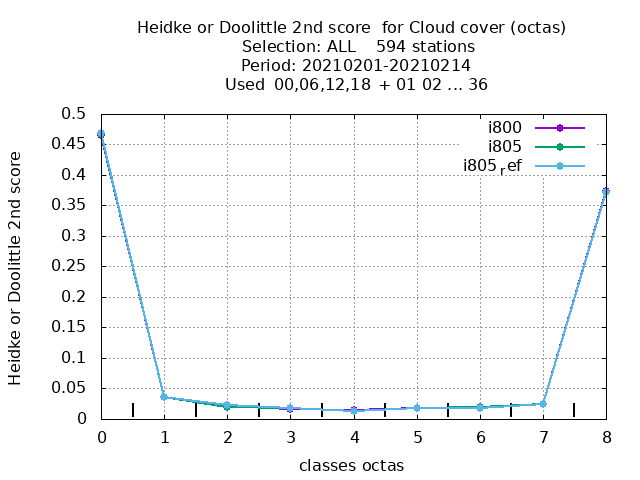 Heidke or Doolittle 2nd score  for Cloud cover (octas)
Selection: ALL    594 stations
Period: 20210201-20210214
Used  00,06,12,18  + 01 02 ... 36
Heidke or Doolittle 2nd score
0.5
0.45
0.4
0.35
0.3
0.25
0.2
0.15
0.1
0.05
0
i800
i805
i805ref
0 1 2 3 4 5 6 7 8
classes octas